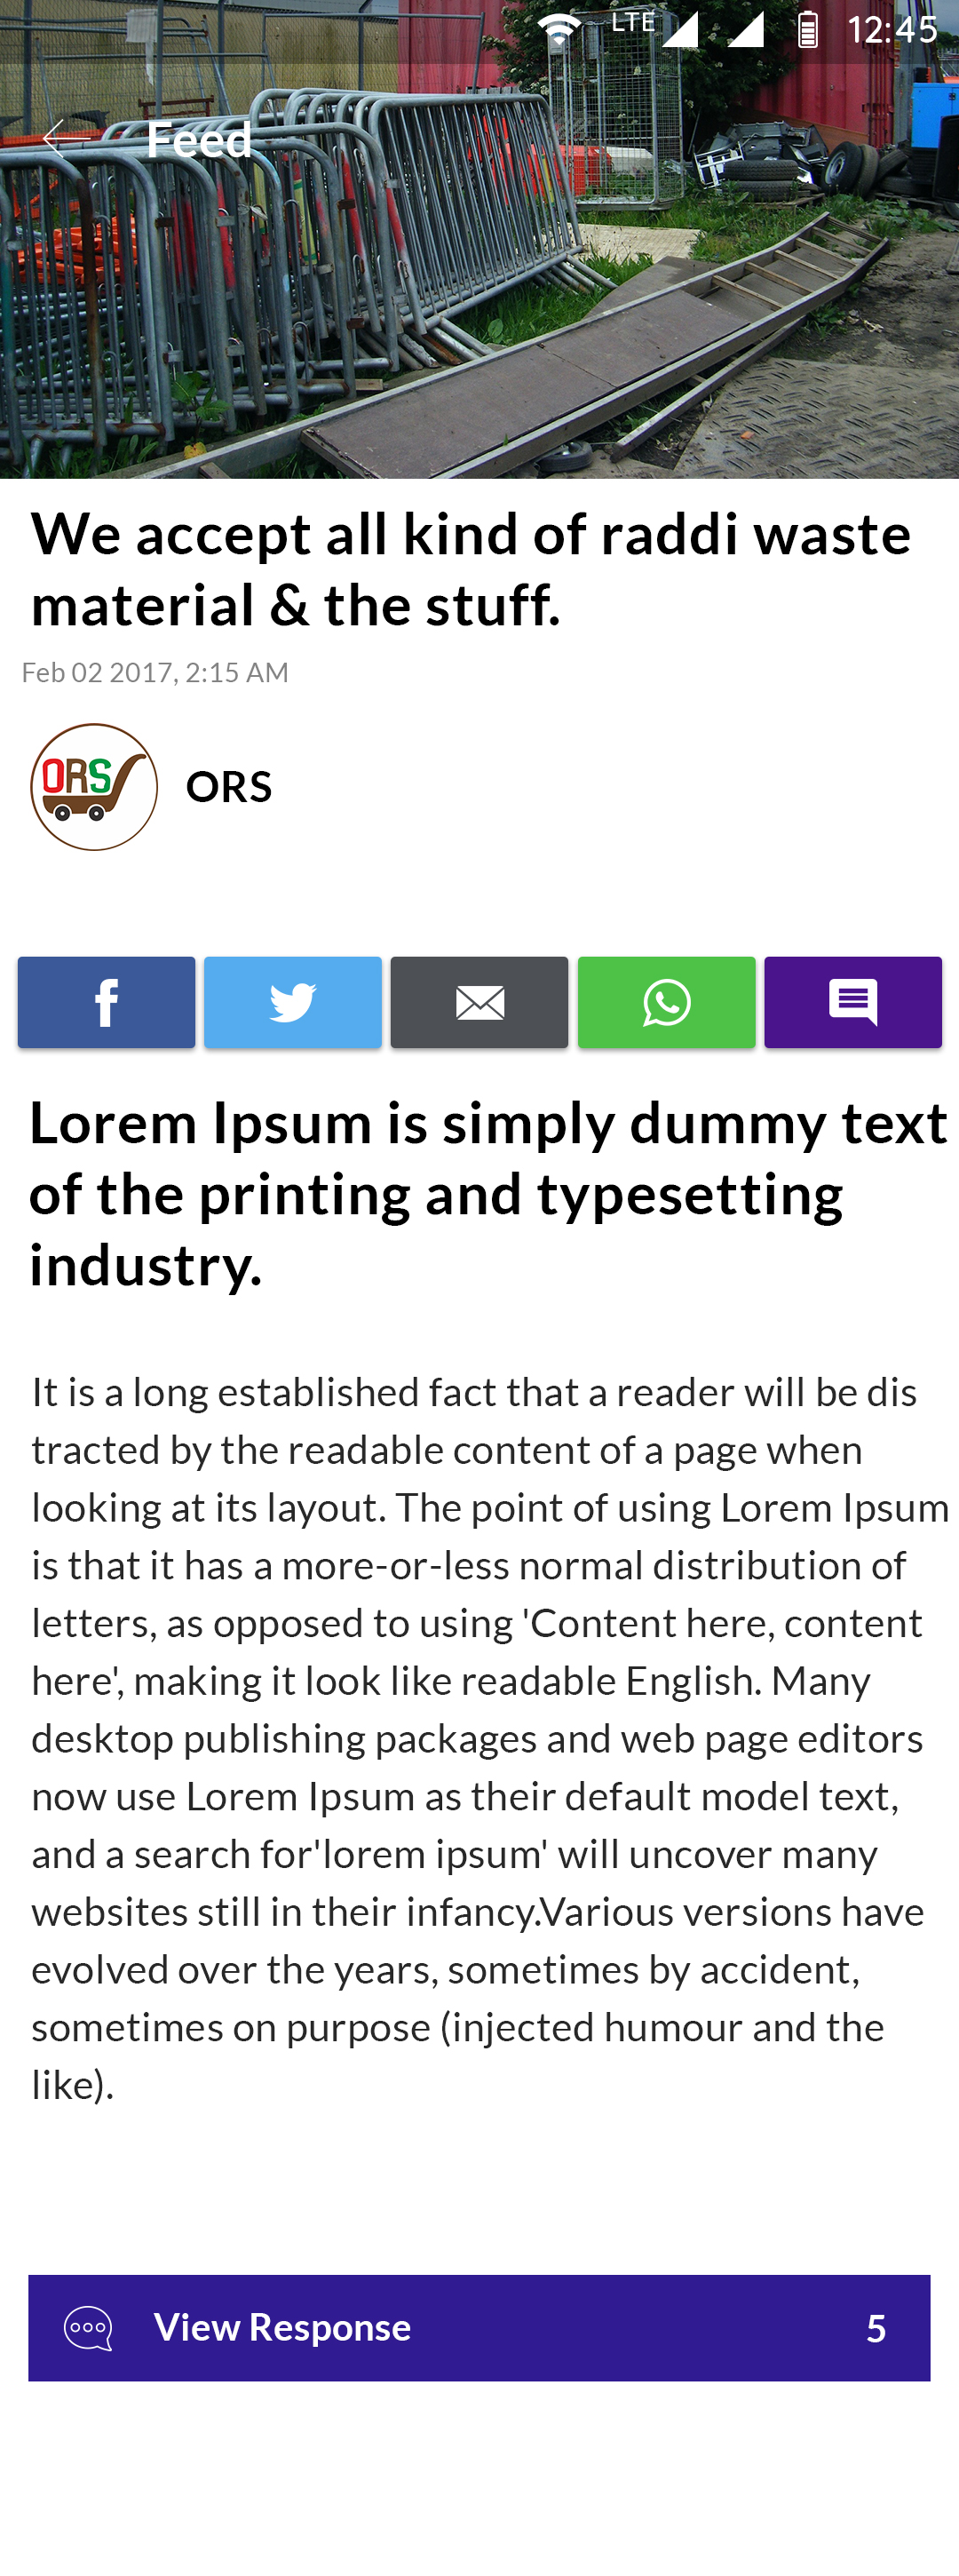 LTE 12:45
Feed
We accept all kind of raddi waste
material & the stuff.
Feb 02 2017, 2:15 AM
ORS
ORS
Lorem Ipsum is simply dummy text
of the printing and typesetting
industry.
It is a long established fact that a reader will be dis
tracted by the readable content of a page when
looking at its layout. The point of using Lorem Ipsum
is that it has a more-or-less normal distribution of
letters, as opposed to using 'Content here, content
here', making it look like readable English. Many
desktop publishing packages and web page editors
now use Lorem Ipsum as their default model text,
and a search for'lorem ipsum' will uncover many
websites still in their infancy.Various versions have
evolved over the years, sometimes by accident,
sometimes on purpose (injected humour and the
like).
View Response 5